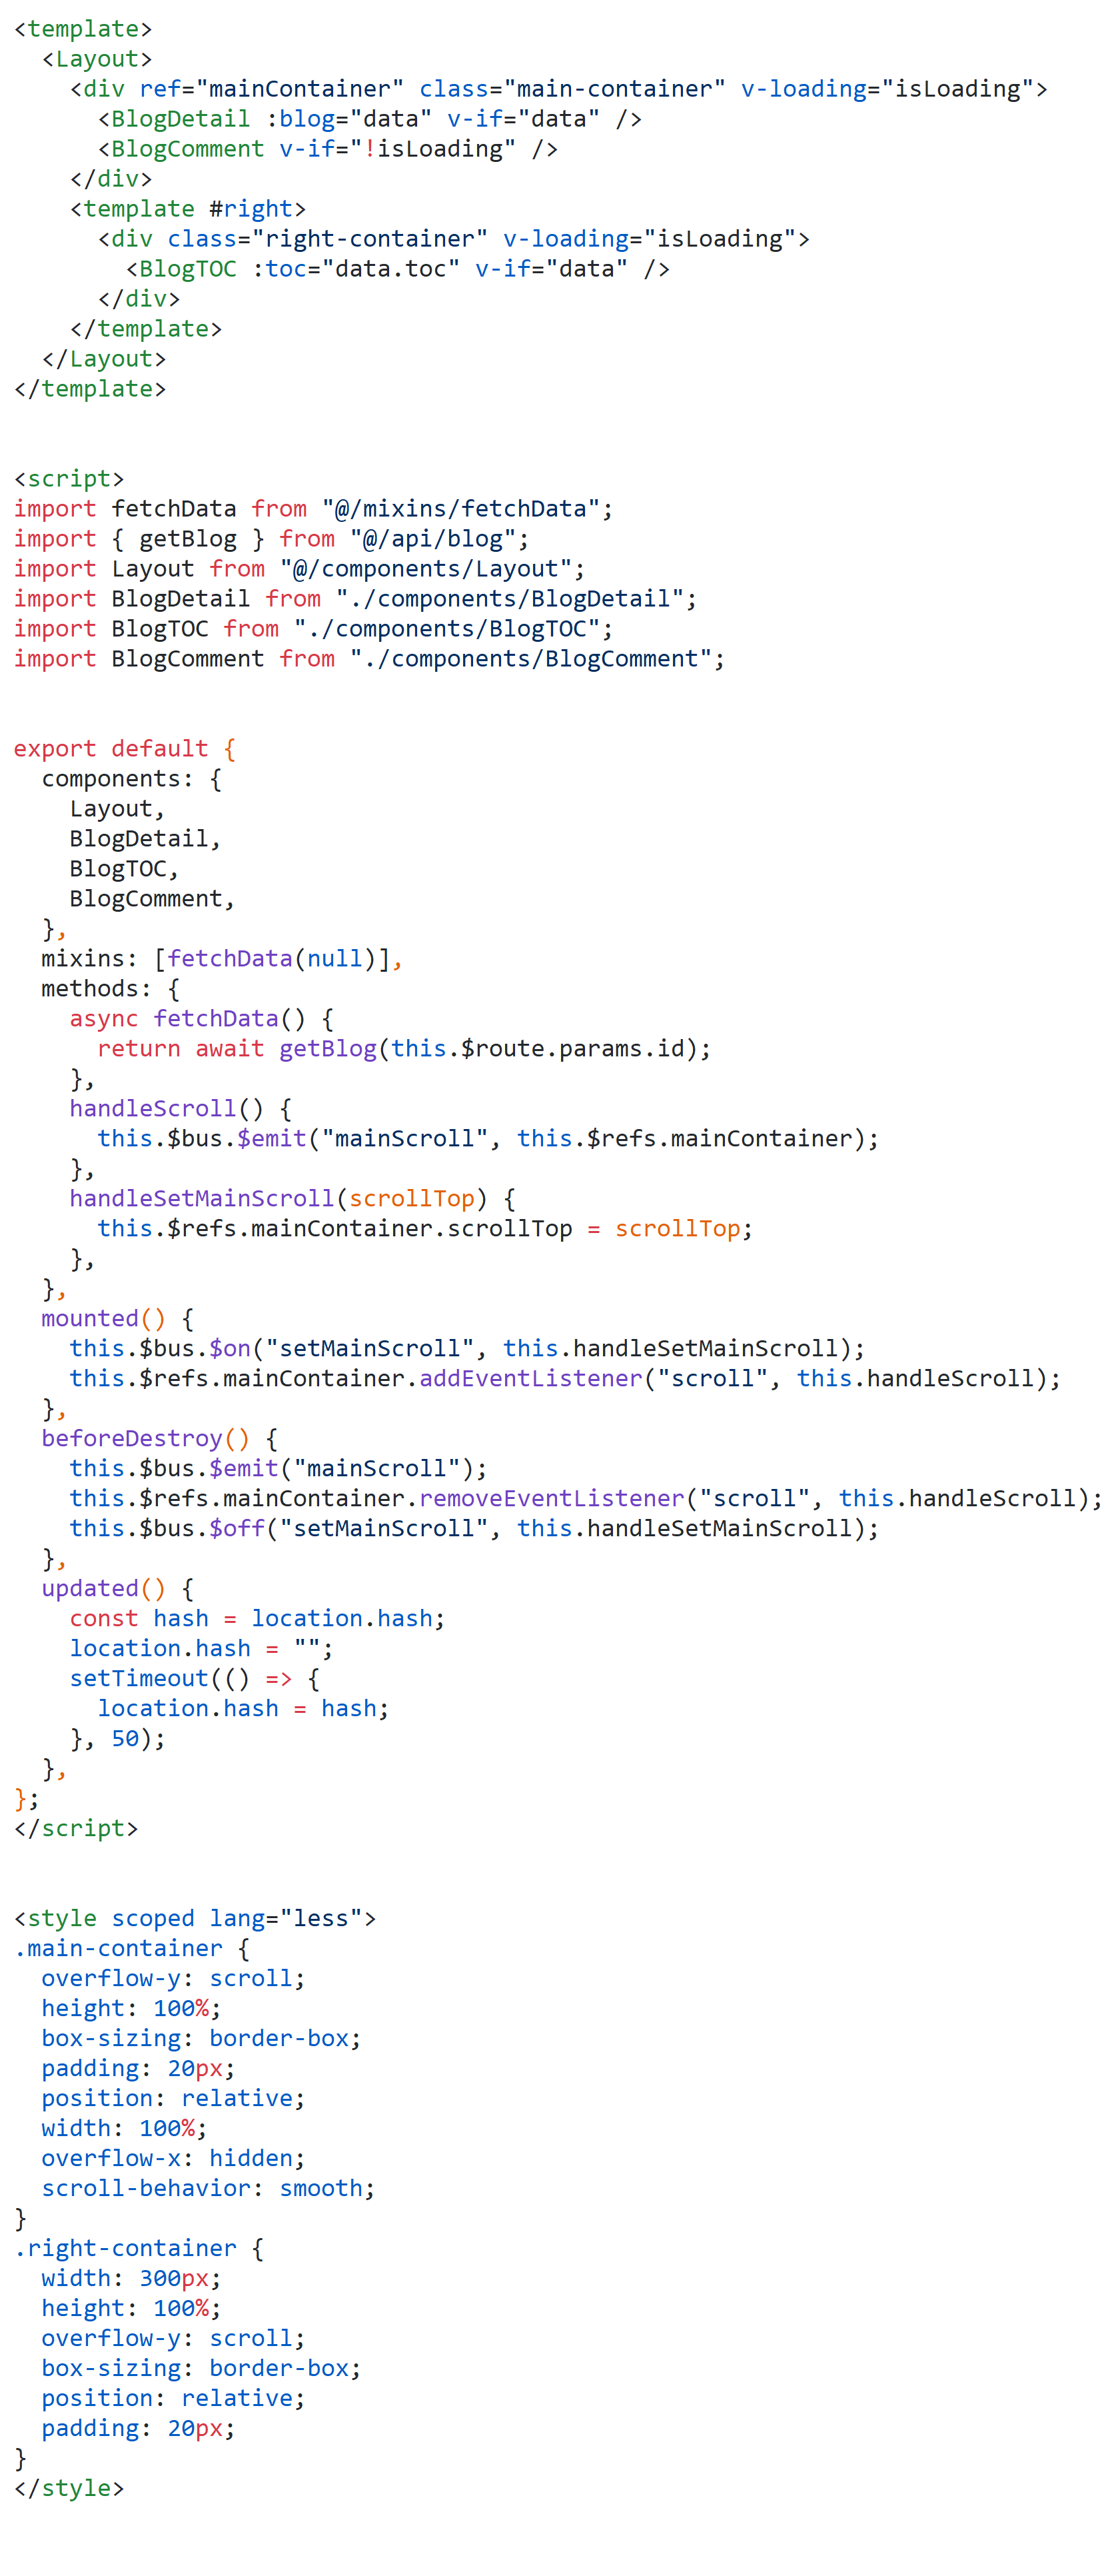 <template>
  <Layout>
    <div ref="mainContainer" class="main-container" v-loading="isLoading">
      <BlogDetail :blog="data" v-if="data" />
      <BlogComment v-if="!isLoading" />
    </div>
    <template #right>
      <div class="right-container" v-loading="isLoading">
        <BlogTOC :toc="data.toc" v-if="data" />
      </div>
    </template>
  </Layout>
</template>


<script>
import fetchData from "@/mixins/fetchData";
import { getBlog } from "@/api/blog";
import Layout from "@/components/Layout";
import BlogDetail from "./components/BlogDetail";
import BlogTOC from "./components/BlogTOC";
import BlogComment from "./components/BlogComment";


export default {
  components: {
    Layout,
    BlogDetail,
    BlogTOC,
    BlogComment,
  },
  mixins: [fetchData(null)],
  methods: {
    async fetchData() {
      return await getBlog(this.$route.params.id);
    },
    handleScroll() {
      this.$bus.$emit("mainScroll", this.$refs.mainContainer);
    },
    handleSetMainScroll(scrollTop) {
      this.$refs.mainContainer.scrollTop = scrollTop;
    },
  },
  mounted() {
    this.$bus.$on("setMainScroll", this.handleSetMainScroll);
    this.$refs.mainContainer.addEventListener("scroll", this.handleScroll);
  },
  beforeDestroy() {
    this.$bus.$emit("mainScroll");
    this.$refs.mainContainer.removeEventListener("scroll", this.handleScroll);
    this.$bus.$off("setMainScroll", this.handleSetMainScroll);
  },
  updated() {
    const hash = location.hash;
    location.hash = "";
    setTimeout(() => {
      location.hash = hash;
    }, 50);
  },
};
</script>


<style scoped lang="less">
.main-container {
  overflow-y: scroll;
  height: 100%;
  box-sizing: border-box;
  padding: 20px;
  position: relative;
  width: 100%;
  overflow-x: hidden;
  scroll-behavior: smooth;
}
.right-container {
  width: 300px;
  height: 100%;
  overflow-y: scroll;
  box-sizing: border-box;
  position: relative;
  padding: 20px;
}
</style>